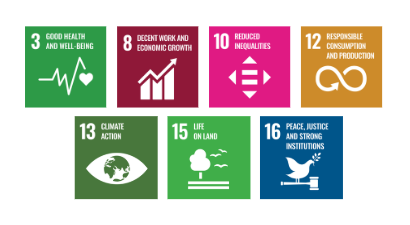 3 GOOD HEALTH
AND WELL-BEING
8 DECENT WORK AND
ECONOMIC GROWTH
10 REDUCED
INEQUALITIES
12 RESPONSIBLE
CONSUMPTION
AND PRODUCTION
13 CLIMATE
ACTION
15 LIFE
ON LAND
16 PEACE, JUSTICE
AND STRONG
INSTITUTIONS